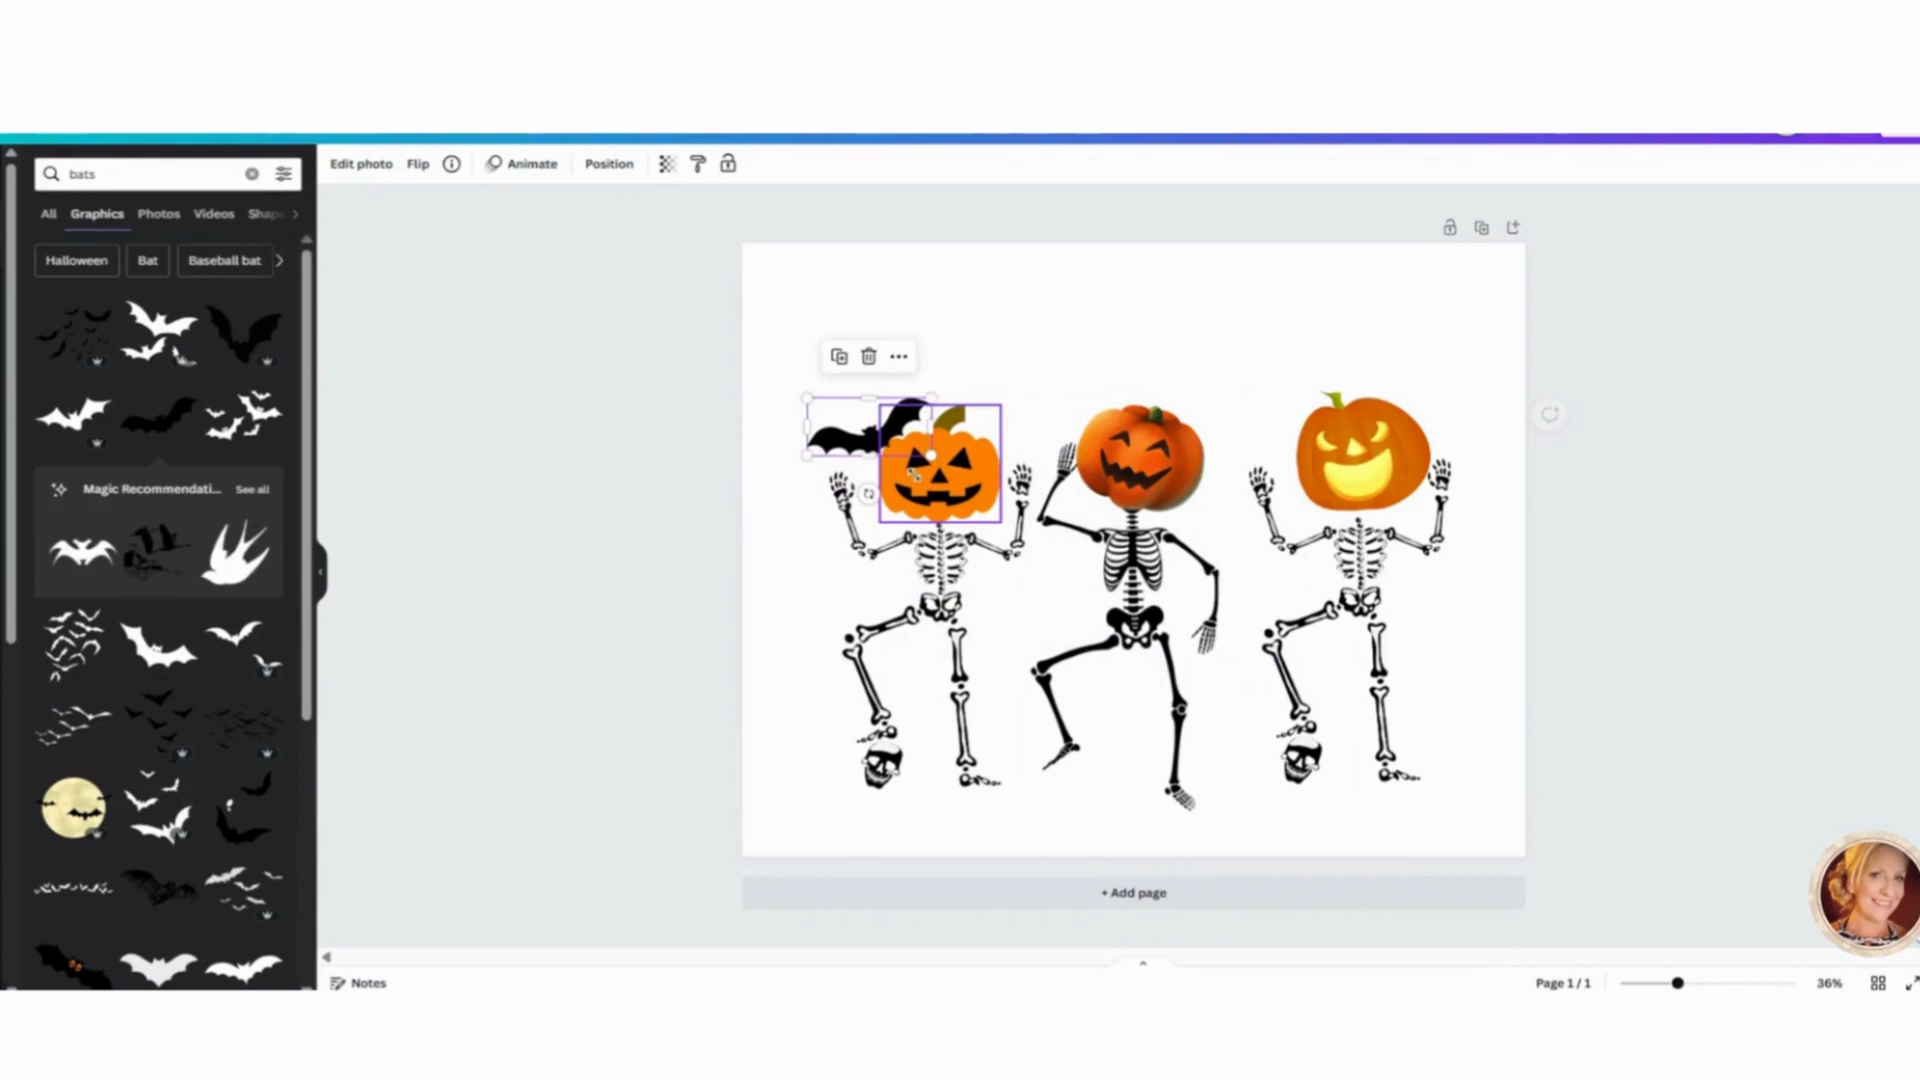 Edit photo Flip Animate Position
bats
All Graphics Photos Videos Shap
Halloween Bat Baseball bat
Magic Recommendati... See all
+ Add page
Notes
Page 1 / 1 36%